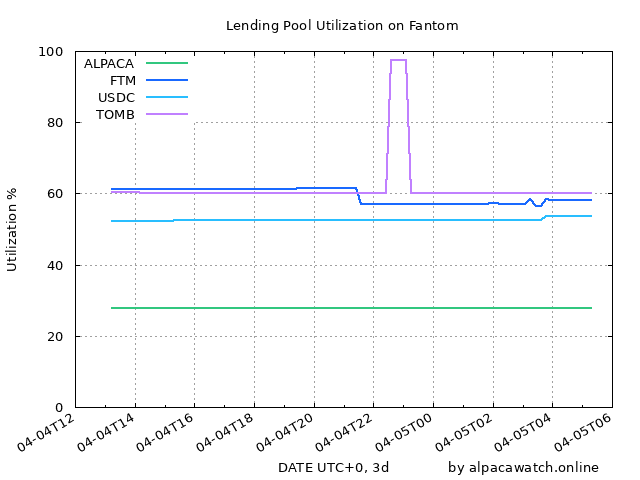 Lending Pool Utilization on Fantom
100
80
60
40
20
0
Utilization %
ALPACA
FTM
USDC
TOMB
04-04T12
04-04T14
04-04T16
04-04T18
04-04T20
04-04T22
04-05T00
04-05T02
04-05T04
04-05T06
DATE UTC+0, 3d
by alpacawatch.online